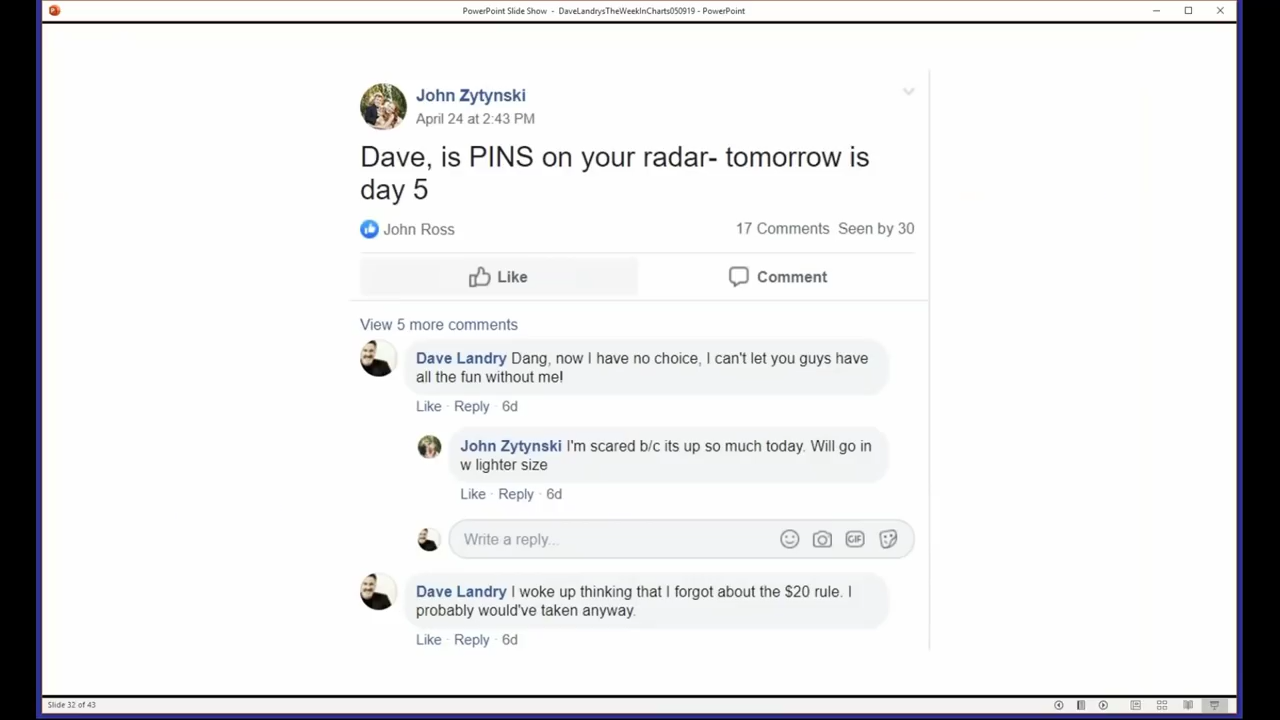 PowerPoint Slide Show - DaveLandrysTheWeekInCharts050919 - PowerPoint
John Zytynski
April 24 at 2:43 PM
Dave, is PINS on your radar- tomorrow is
day 5
John Ross
17 Comments Seen by 30
Like
Comment
View 5 more comments
Dave Landry Dang, now I have no choice, I can't let you guys have
all the fun without me!
Like · Reply · 6d
John Zytynski I'm scared b/c its up so much today. Will go in
w lighter size
Like · Reply · 6d
Write a reply...
GIF
Dave Landry I woke up thinking that I forgot about the $20 rule. I
probably would've taken anyway.
Like · Reply · 6d
Slide 32 of 43